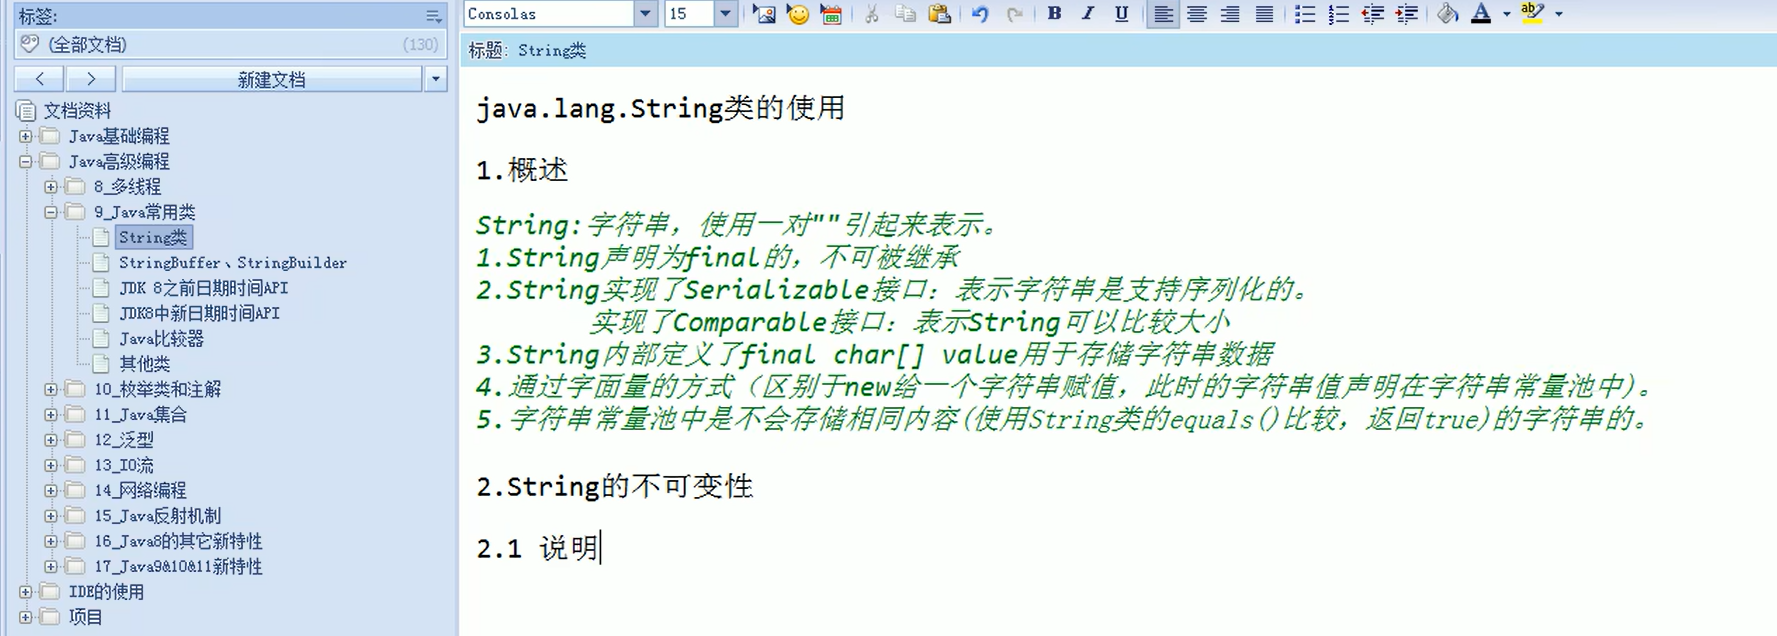 标签:
(全部文档) (130)
< > 新建文档
文档资料
Java基础编程
Java高级编程
8_多线程
9_Java常用类
String类
StringBuffer、StringBuilder
JDK 8之前日期时间API
JDK8中新日期时间API
Java比较器
其他类
10_枚举类和注解
11_Java集合
12_泛型
13_IO流
14_网络编程
15_Java反射机制
16_Java8的其它新特性
17_Java9&10&11新特性
IDE的使用
项目
Consolas 15 B I U A ab
标题: String类
java.lang.String类的使用
1.概述
String:字符串，使用一对""引起来表示。
1.String声明为final的，不可被继承
2.String实现了Serializable接口：表示字符串是支持序列化的。
实现了Comparable接口：表示String可以比较大小
3.String内部定义了final char[] value用于存储字符串数据
4.通过字面量的方式（区别于new给一个字符串赋值，此时的字符串值声明在字符串常量池中)。
5.字符串常量池中是不会存储相同内容(使用String类的equals()比较，返回true)的字符串的。
2.String的不可变性
2.1 说明